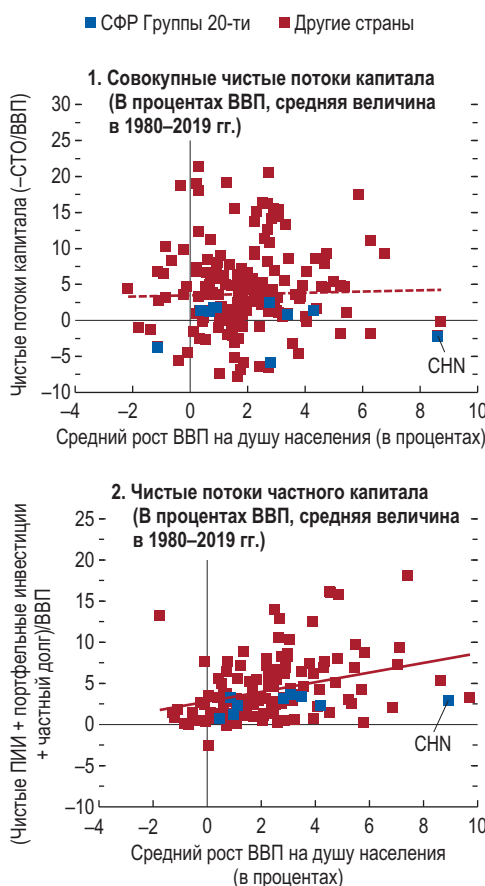 СФР Группы 20-ти
Другие страны
1. Совокупные чистые потоки капитала
(В процентах ВВП, средняя величина
в 1980–2019 гг.)
Чистые потоки капитала (–СТО/ВВП)
30
25
20
15
10
5
0
–5
–10
CHN
–4 –2 0 2 4 6 8 10
Средний рост ВВП на душу населения (в процентах)
2. Чистые потоки частного капитала
(В процентах ВВП, средняя величина
в 1980–2019 гг.)
(Чистые ПИИ + портфельные инвестиции
+ частный долг)/ВВП
25
20
15
10
5
0
–5
–10
CHN
–4 –2 0 2 4 6 8 10
Средний рост ВВП на душу населения
(в процентах)